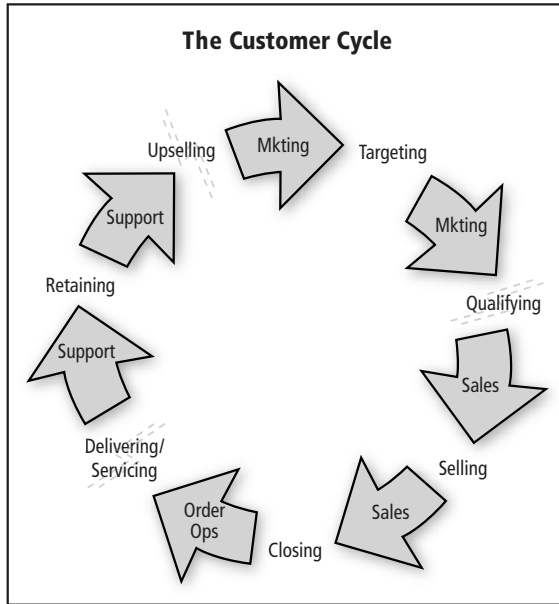 The Customer Cycle
Mkting
Targeting
Mkting
Qualifying
Sales
Selling
Sales
Closing
Order
Ops
Delivering/
Servicing
Support
Retaining
Support
Upselling